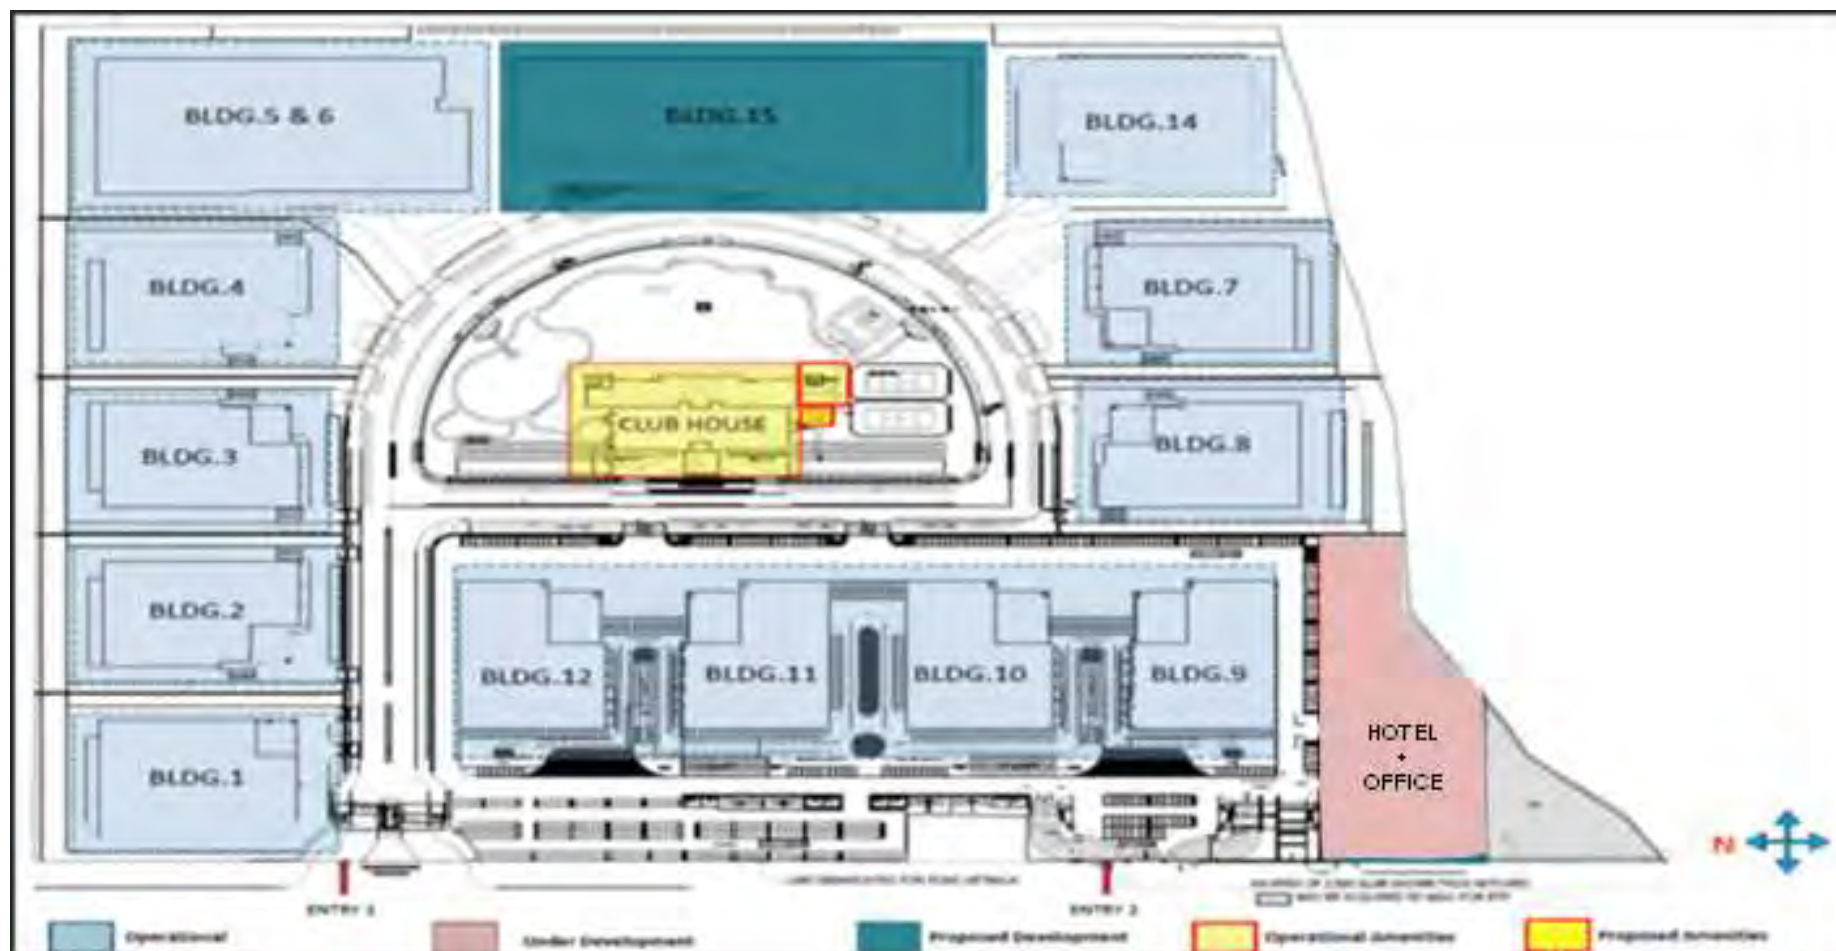 BLDG.5 & 6
BLDG.15
BLDG.14
BLDG.4
BLDG.7
CLUB HOUSE
BLDG.3
BLDG.8
BLDG.2
BLDG.12
BLDG.11
BLDG.10
BLDG.9
BLDG.1
HOTEL
+
OFFICE
N
ENTRY 1
ENTRY 2
Operational
Under Development
Proposed Development
Operational Amenities
Proposed Amenities